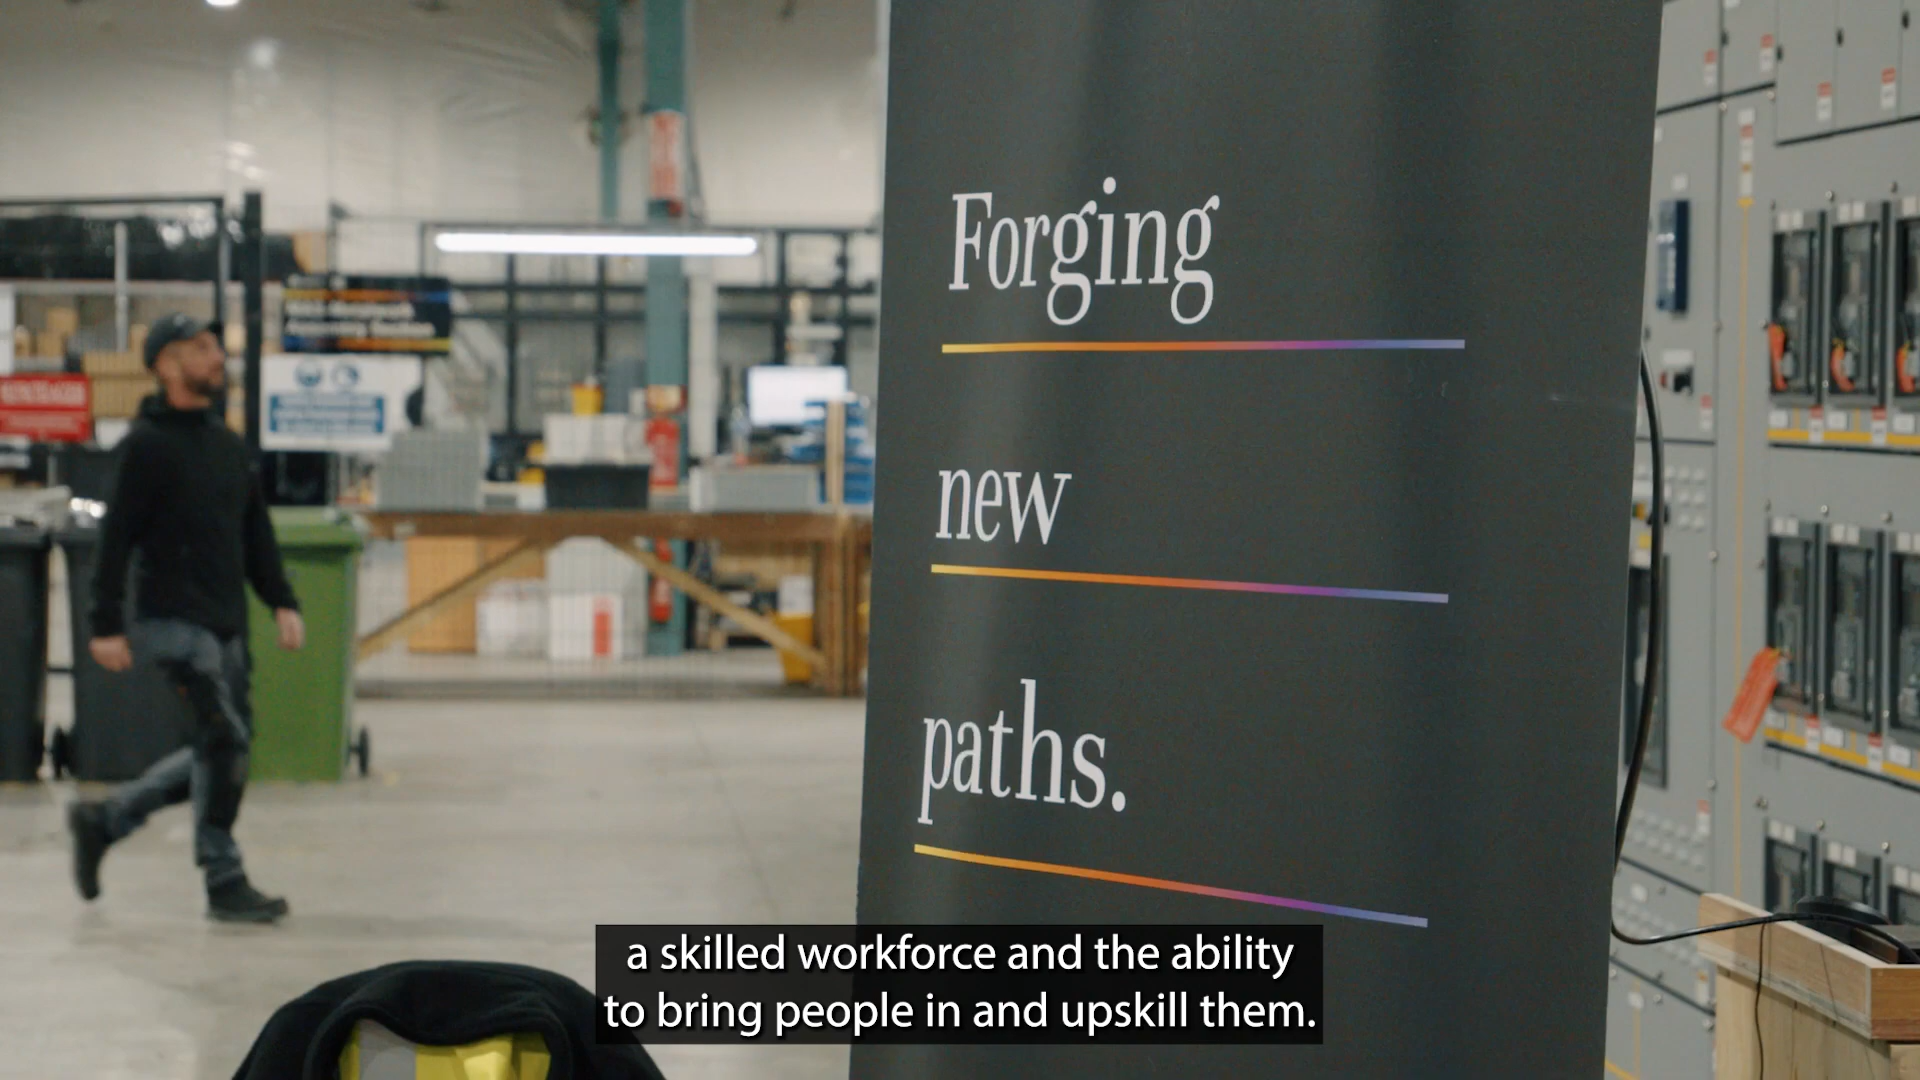 Forging
new
paths.
a skilled workforce and the ability
to bring people in and upskill them.